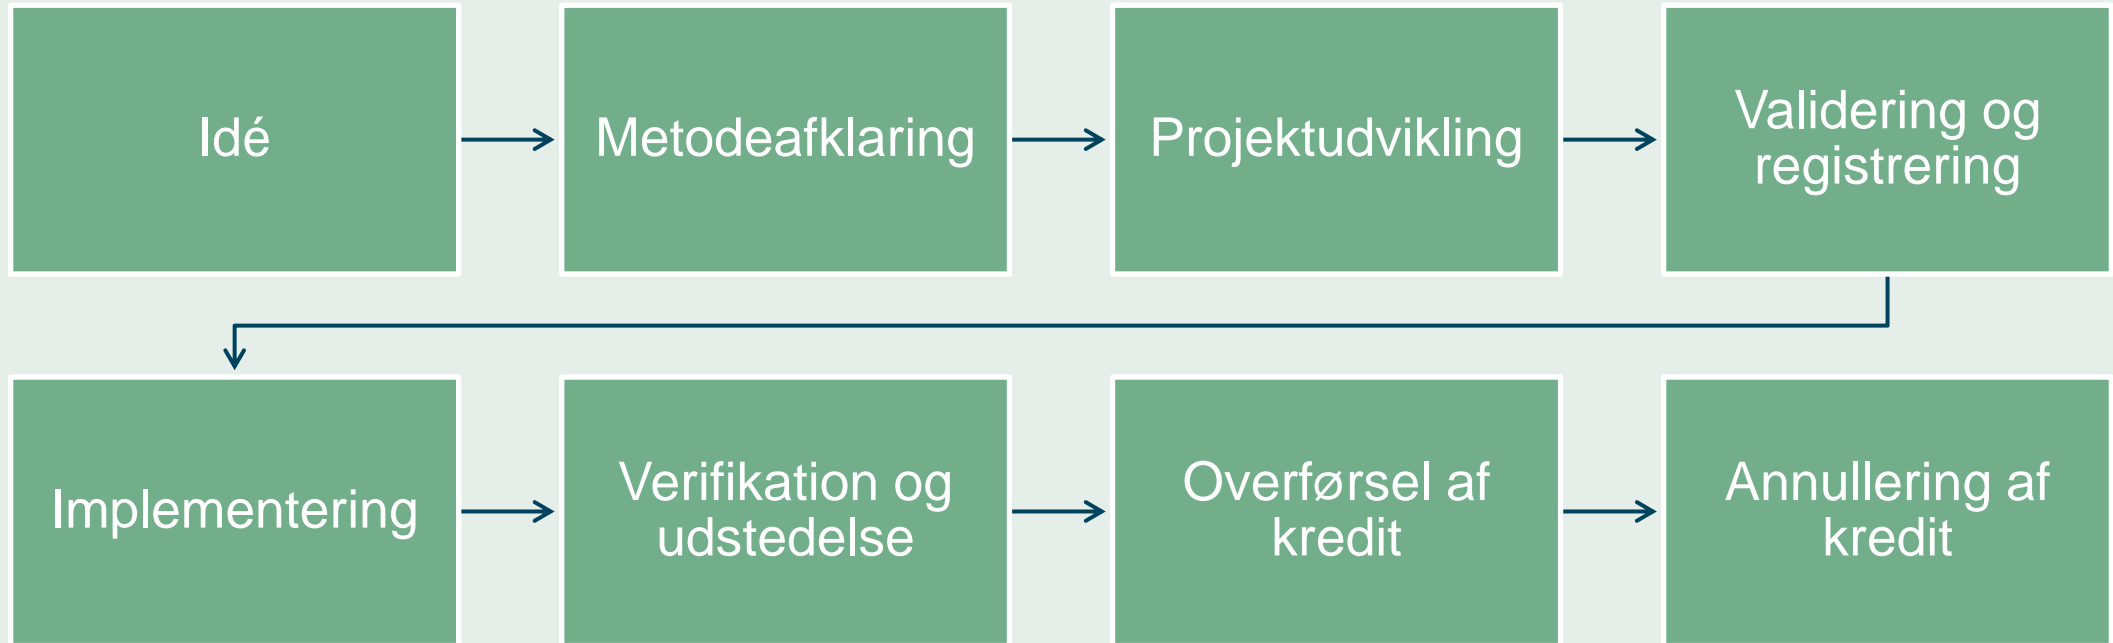 Idé
Metodeafklaring
Projektudvikling
Validering og
registrering
Implementering
Verifikation og
udstedelse
Overførsel af
kredit
Annullering af
kredit